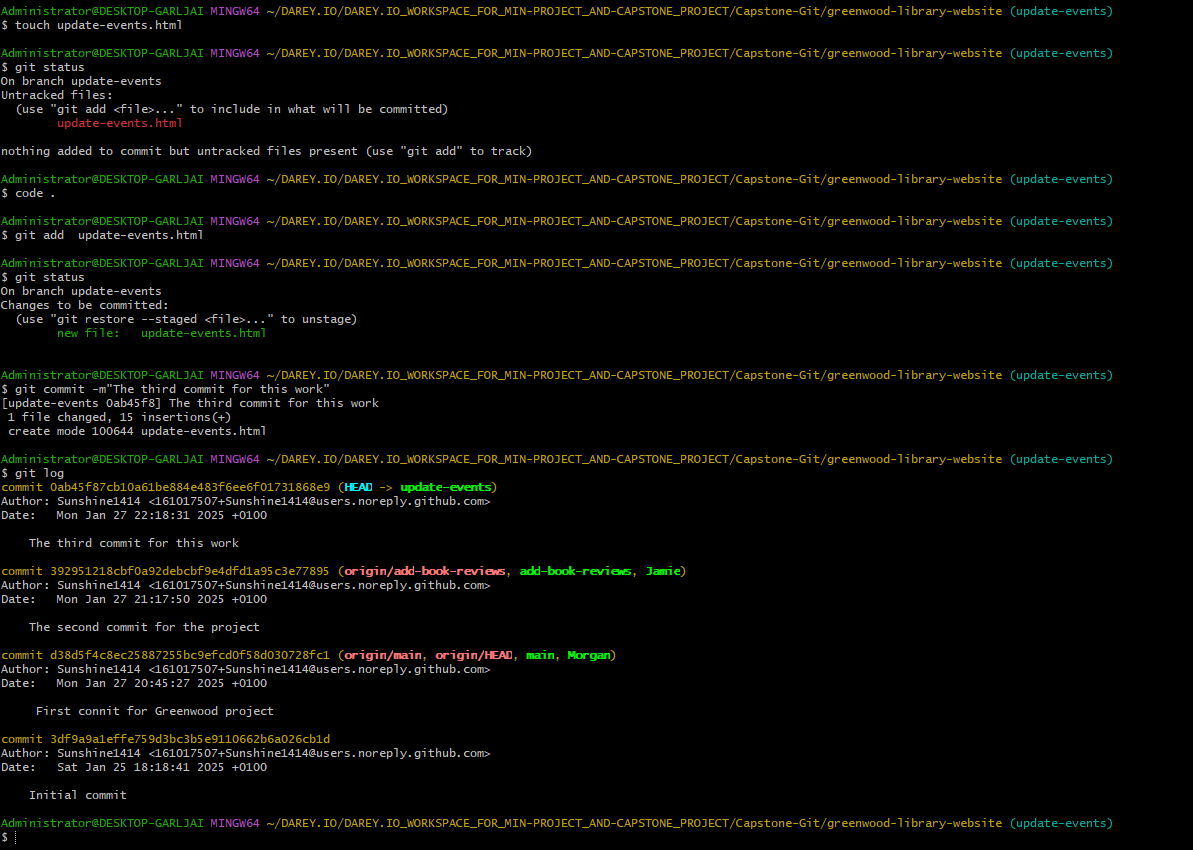 Administrator@DESKTOP-GARLJAI MINGW64 ~/DAREY.IO/DAREY.IO_WORKSPACE_FOR_MIN-PROJECT_AND-CAPSTONE_PROJECT/Capstone-Git/greenwood-library-website (update-events)
$ touch update-events.html
Administrator@DESKTOP-GARLJAI MINGW64 ~/DAREY.IO/DAREY.IO_WORKSPACE_FOR_MIN-PROJECT_AND-CAPSTONE_PROJECT/Capstone-Git/greenwood-library-website (update-events)
$ git status
On branch update-events
Untracked files:
  (use "git add <file>..." to include in what will be committed)
        update-events.html
nothing added to commit but untracked files present (use "git add" to track)
Administrator@DESKTOP-GARLJAI MINGW64 ~/DAREY.IO/DAREY.IO_WORKSPACE_FOR_MIN-PROJECT_AND-CAPSTONE_PROJECT/Capstone-Git/greenwood-library-website (update-events)
$ code .
Administrator@DESKTOP-GARLJAI MINGW64 ~/DAREY.IO/DAREY.IO_WORKSPACE_FOR_MIN-PROJECT_AND-CAPSTONE_PROJECT/Capstone-Git/greenwood-library-website (update-events)
$ git add  update-events.html
Administrator@DESKTOP-GARLJAI MINGW64 ~/DAREY.IO/DAREY.IO_WORKSPACE_FOR_MIN-PROJECT_AND-CAPSTONE_PROJECT/Capstone-Git/greenwood-library-website (update-events)
$ git status
On branch update-events
Changes to be committed:
  (use "git restore --staged <file>..." to unstage)
        new file:   update-events.html
Administrator@DESKTOP-GARLJAI MINGW64 ~/DAREY.IO/DAREY.IO_WORKSPACE_FOR_MIN-PROJECT_AND-CAPSTONE_PROJECT/Capstone-Git/greenwood-library-website (update-events)
$ git commit -m"The third commit for this work"
[update-events 0ab45f8] The third commit for this work
 1 file changed, 15 insertions(+)
 create mode 100644 update-events.html
Administrator@DESKTOP-GARLJAI MINGW64 ~/DAREY.IO/DAREY.IO_WORKSPACE_FOR_MIN-PROJECT_AND-CAPSTONE_PROJECT/Capstone-Git/greenwood-library-website (update-events)
$ git log
commit 0ab45f87cb10a61be884e483f6ee6f01731868e9 (HEAD -> update-events)
Author: Sunshine1414 <161017507+Sunshine1414@users.noreply.github.com>
Date:   Mon Jan 27 22:18:31 2025 +0100
    The third commit for this work
commit 392951218cbf0a92debcbf9e4dfd1a95c3e77895 (origin/add-book-reviews, add-book-reviews, Jamie)
Author: Sunshine1414 <161017507+Sunshine1414@users.noreply.github.com>
Date:   Mon Jan 27 21:17:50 2025 +0100
    The second commit for the project
commit d38d5f4c8ec25887255bc9efcd0f58d030728fc1 (origin/main, origin/HEAD, main, Morgan)
Author: Sunshine1414 <161017507+Sunshine1414@users.noreply.github.com>
Date:   Mon Jan 27 20:45:27 2025 +0100
     First connit for Greenwood project
commit 3df9a9a1effe759d3bc3b5e9110662b6a026cb1d
Author: Sunshine1414 <161017507+Sunshine1414@users.noreply.github.com>
Date:   Sat Jan 25 18:18:41 2025 +0100
    Initial commit
Administrator@DESKTOP-GARLJAI MINGW64 ~/DAREY.IO/DAREY.IO_WORKSPACE_FOR_MIN-PROJECT_AND-CAPSTONE_PROJECT/Capstone-Git/greenwood-library-website (update-events)
$